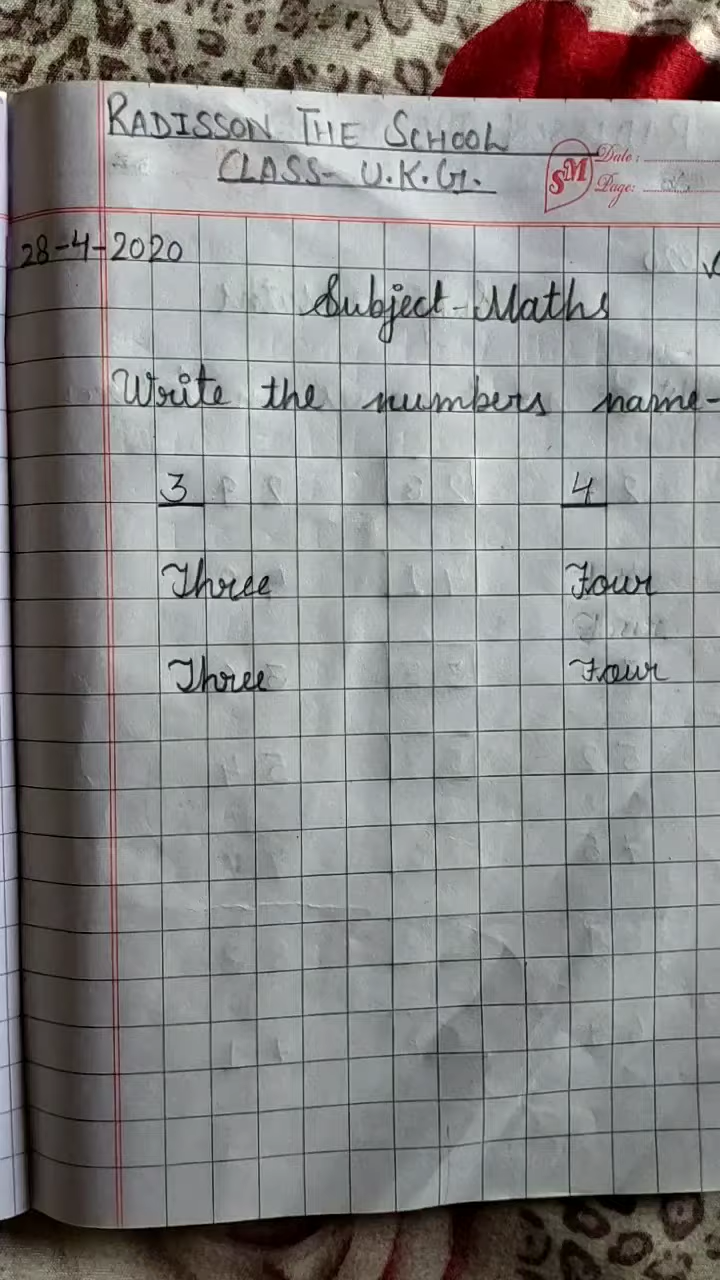 RADISSON THE SCHOOL
CLASS- U.K.G.
SM
Date:
Page:
28-4-2020
Subject-Maths
Write the numbers name-
3 4
Three Four
Three Four